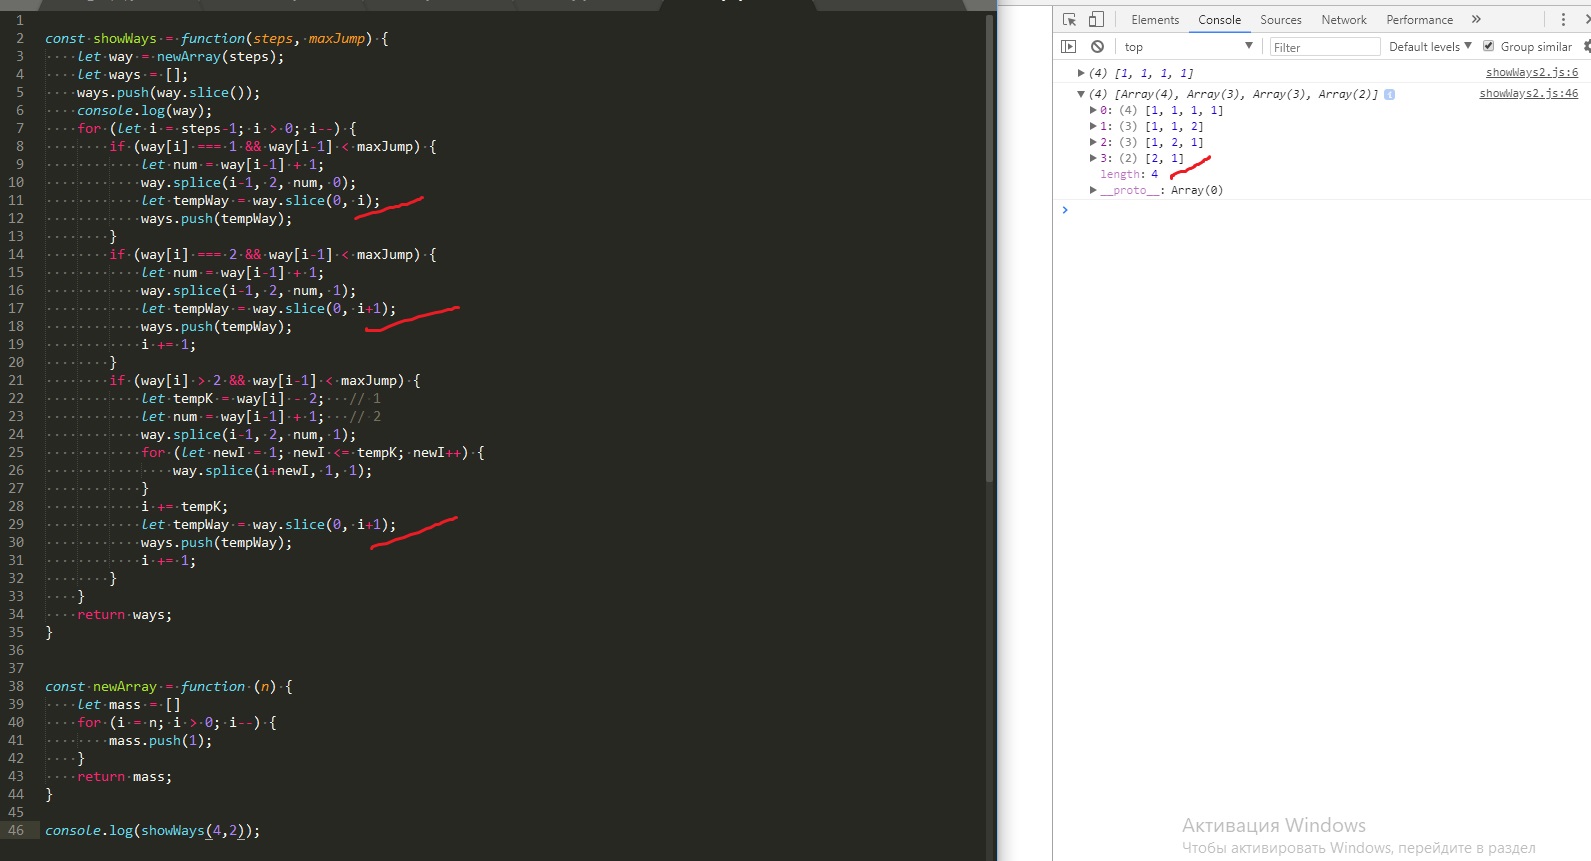 1
2 const showWays = function(steps, maxJump) {
3     let way = newArray(steps);
4     let ways = [];
5     ways.push(way.slice());
6     console.log(way);
7     for (let i = steps-1; i > 0; i--) {
8         if (way[i] === 1 && way[i-1] < maxJump) {
9             let num = way[i-1] + 1;
10             way.splice(i-1, 2, num, 0);
11             let tempWay = way.slice(0, i);
12             ways.push(tempWay);
13         }
14         if (way[i] === 2 && way[i-1] < maxJump) {
15             let num = way[i-1] + 1;
16             way.splice(i-1, 2, num, 1);
17             let tempWay = way.slice(0, i+1);
18             ways.push(tempWay);
19             i += 1;
20         }
21         if (way[i] > 2 && way[i-1] < maxJump) {
22             let tempK = way[i] - 2;   // 1
23             let num = way[i-1] + 1;   // 2
24             way.splice(i-1, 2, num, 1);
25             for (let newI = 1; newI <= tempK; newI++) {
26                 way.splice(i+newI, 1, 1);
27             }
28             i += tempK;
29             let tempWay = way.slice(0, i+1);
30             ways.push(tempWay);
31             i += 1;
32         }
33     }
34     return ways;
35 }
36
37
38 const newArray = function (n) {
39     let mass = []
40     for (i = n; i > 0; i--) {
41         mass.push(1);
42     }
43     return mass;
44 }
45
46 console.log(showWays(4,2));
Elements Console Sources Network Performance »
top Filter Default levels Group similar
(4) [1, 1, 1, 1] showWays2.js:6
(4) [Array(4), Array(3), Array(3), Array(2)] i showWays2.js:46
0: (4) [1, 1, 1, 1]
1: (3) [1, 1, 2]
2: (3) [1, 2, 1]
3: (2) [2, 1]
length: 4
__proto__: Array(0)
>
Активация Windows
Чтобы активировать Windows, перейдите в раздел